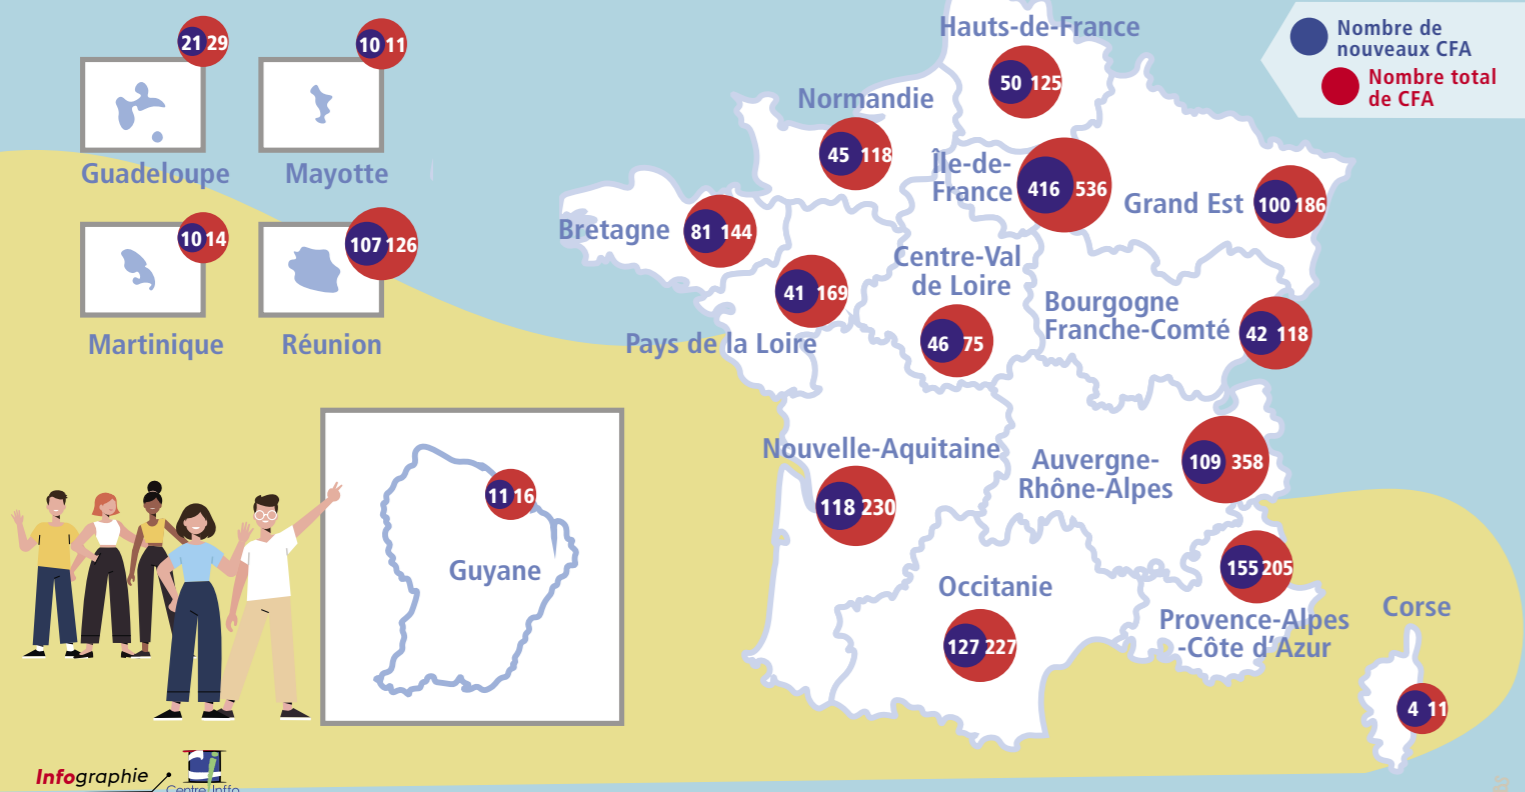 Nombre de
nouveaux CFA
Nombre total
de CFA
21 29
Guadeloupe
10 11
Mayotte
10 14
Martinique
107 126
Réunion
11 16
Guyane
Hauts-de-France
50 125
Normandie
45 118
Île-de-
France
416 536
Grand Est
100 186
Bretagne
81 144
Centre-Val
de Loire
46 75
41 169
Pays de la Loire
Bourgogne
Franche-Comté
42 118
Nouvelle-Aquitaine
118 230
Auvergne-
Rhône-Alpes
109 358
Occitanie
127 227
155 205
Provence-Alpes
-Côte d'Azur
Corse
4 11
Infographie
Centre Inffo